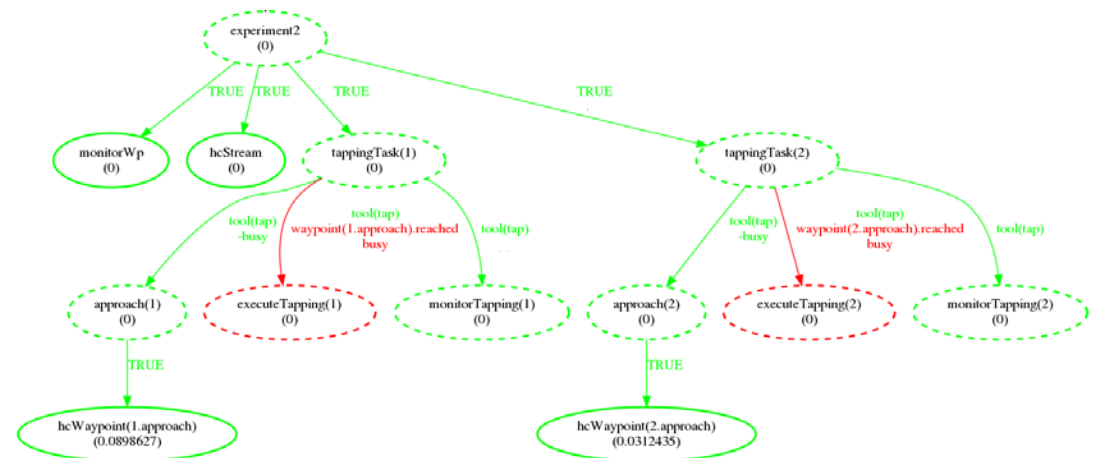 experiment2
(0)
TRUE
TRUE
TRUE
TRUE
monitorWp
(0)
hcStream
(0)
tappingTask(1)
(0)
tappingTask(2)
(0)
tool(tap)
-busy
tool(tap)
waypoint(1.approach).reached
busy
tool(tap)
tool(tap)
-busy
tool(tap)
waypoint(2.approach).reached
busy
tool(tap)
approach(1)
(0)
executeTapping(1)
(0)
monitorTapping(1)
(0)
approach(2)
(0)
executeTapping(2)
(0)
monitorTapping(2)
(0)
TRUE
TRUE
hcWaypoint(1.approach)
(0.0898627)
hcWaypoint(2.approach)
(0.0312435)